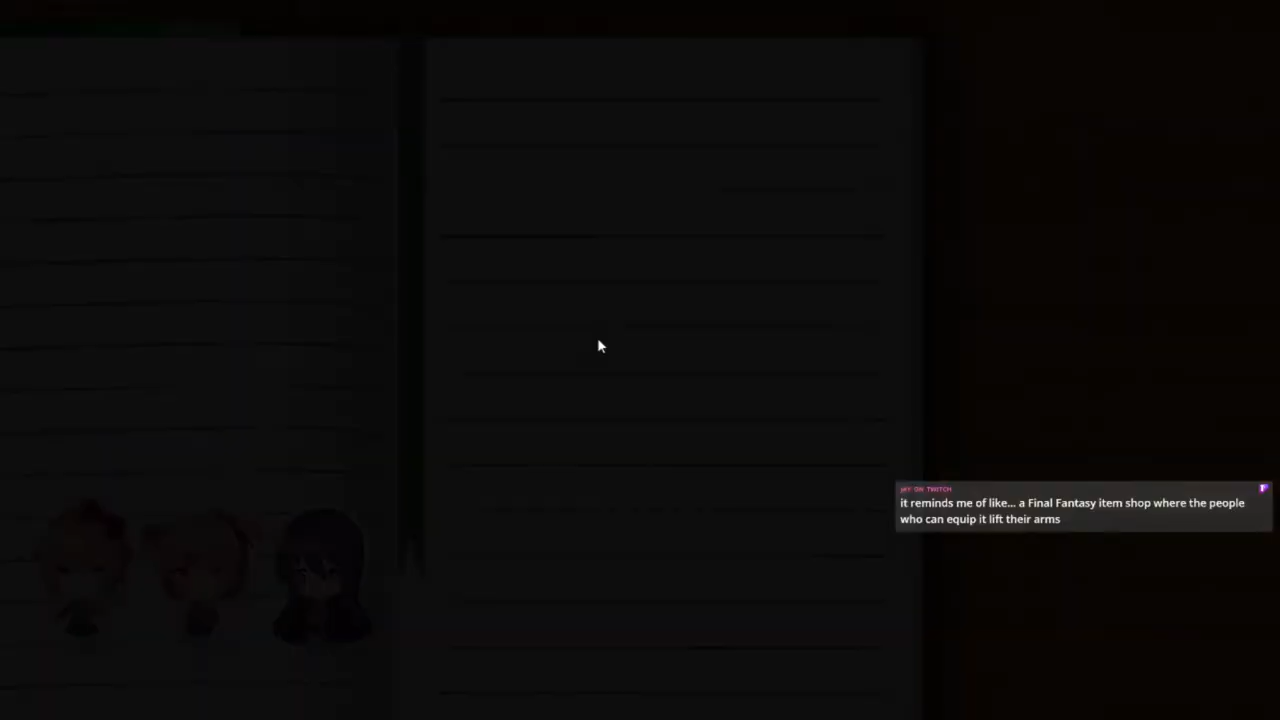 JAY ON TWITCH
it reminds me of like... a Final Fantasy item shop where the people
who can equip it lift their arms